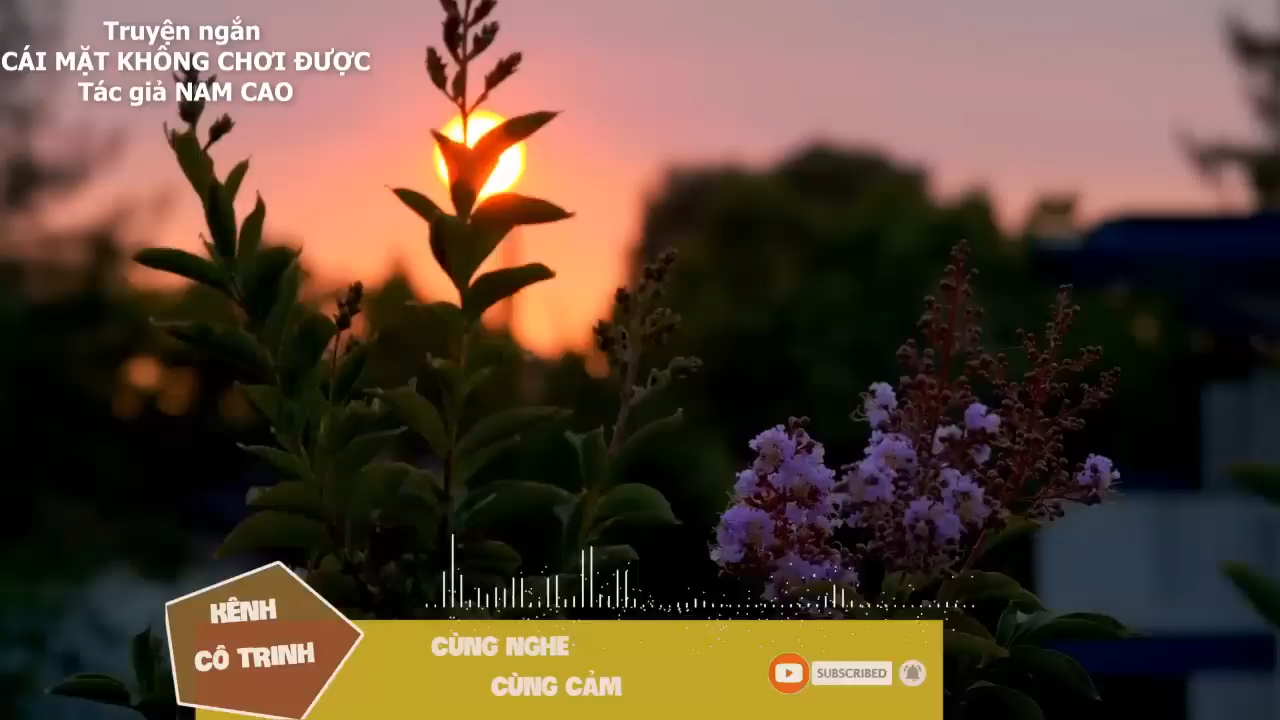 Truyện ngắn
CÁI MẶT KHÔNG CHƠI ĐƯỢC
Tác giả NAM CAO
KÊNH
CÔ TRINH
CÙNG NGHE
CÙNG CẢM
SUBSCRIBED